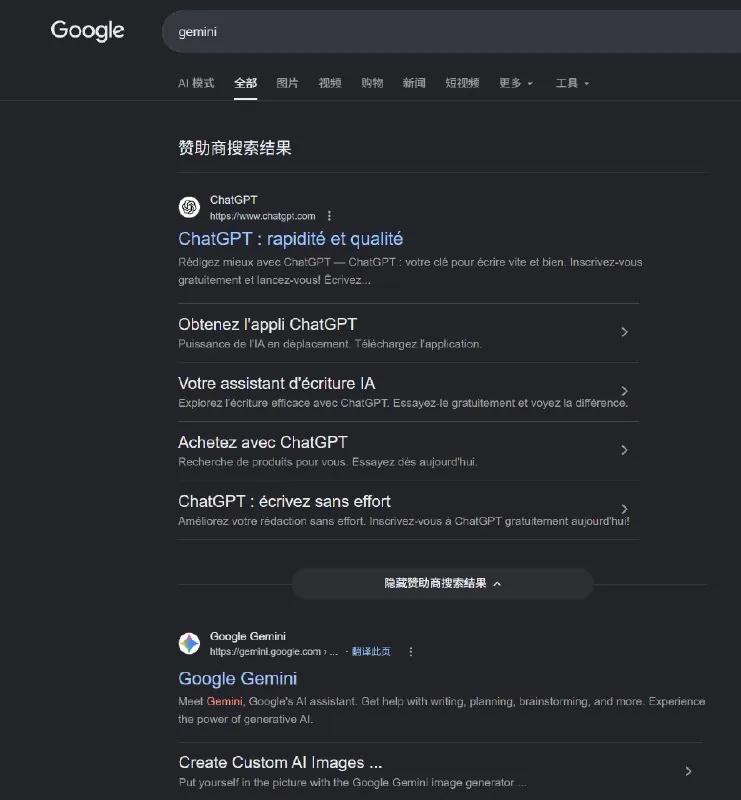 Google
gemini
AI 模式 全部 图片 视频 购物 新闻 短视频 更多 工具
赞助商搜索结果
ChatGPT
https://www.chatgpt.com
ChatGPT : rapidité et qualité
Rédigez mieux avec ChatGPT — ChatGPT : votre clé pour écrire vite et bien. Inscrivez-vous
gratuitement et lancez-vous! Écrivez...
Obtenez l'appli ChatGPT
Puissance de l'IA en déplacement. Téléchargez l'application.
Votre assistant d'écriture IA
Explorez l'écriture efficace avec ChatGPT. Essayez-le gratuitement et voyez la différence.
Achetez avec ChatGPT
Recherche de produits pour vous. Essayez dès aujourd'hui.
ChatGPT : écrivez sans effort
Améliorez votre rédaction sans effort. Inscrivez-vous à ChatGPT gratuitement aujourd'hui!
隐藏赞助商搜索结果
Google Gemini
https://gemini.google.com › ... · 翻译此页
Google Gemini
Meet Gemini, Google's AI assistant. Get help with writing, planning, brainstorming, and more. Experience
the power of generative AI.
Create Custom AI Images ...
Put yourself in the picture with the Google Gemini image generator ...